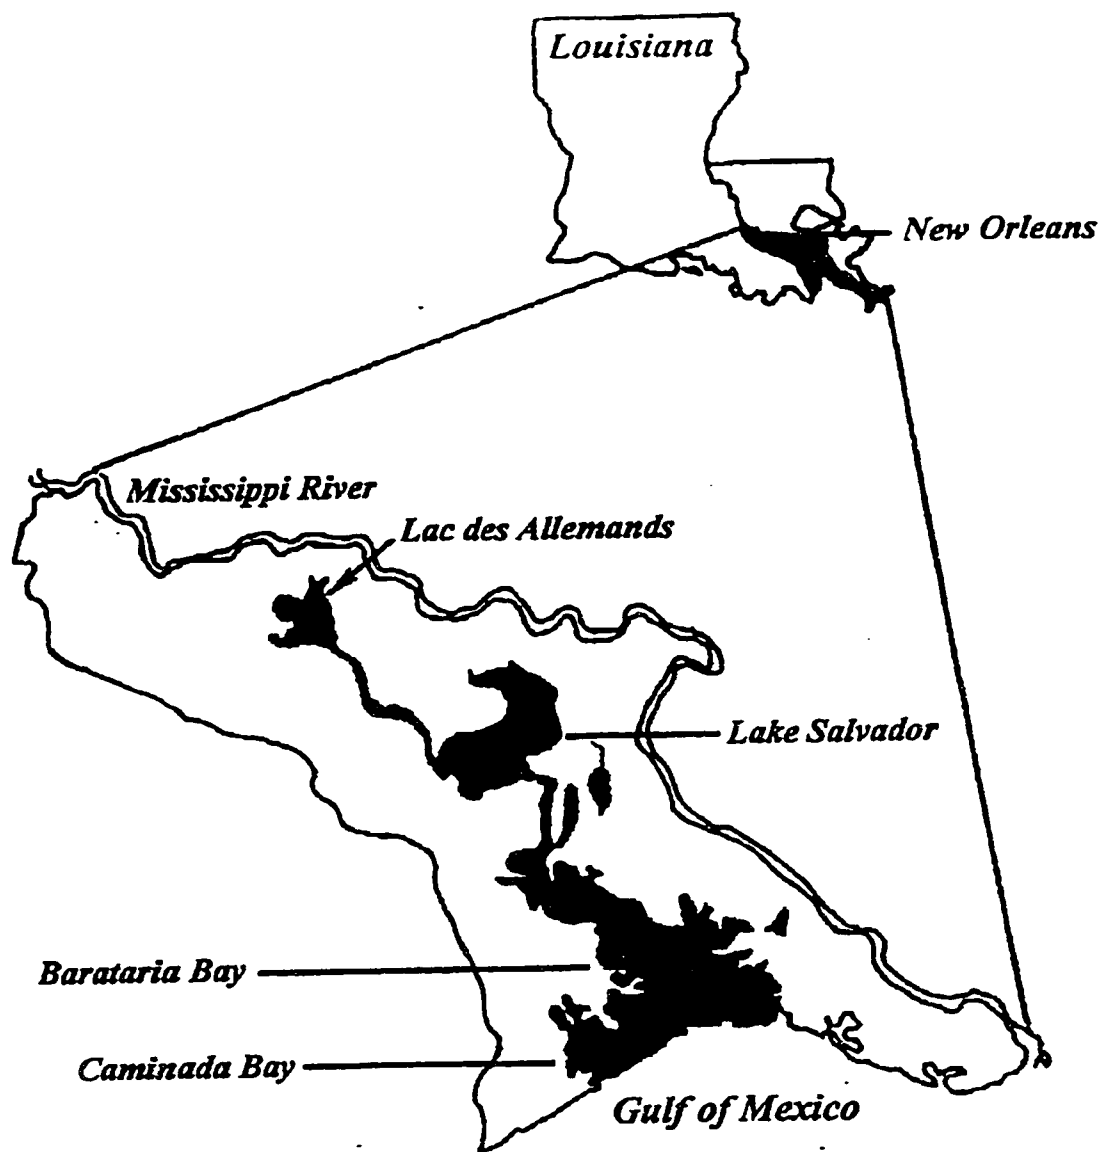 Louisiana
New Orleans
Mississippi River
Lac des Allemands
Lake Salvador
Barataria Bay
Caminada Bay
Gulf of Mexico